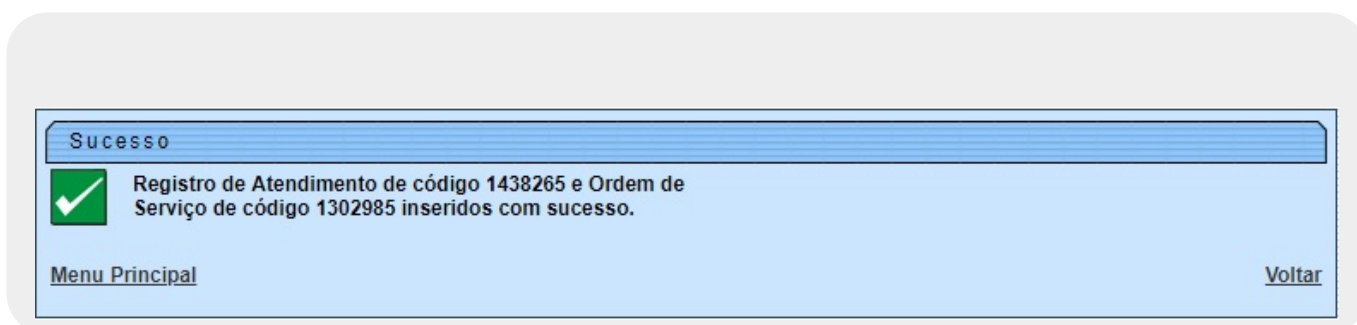 Sucesso
Registro de Atendimento de código 1438265 e Ordem de
Serviço de código 1302985 inseridos com sucesso.
Menu Principal
Voltar